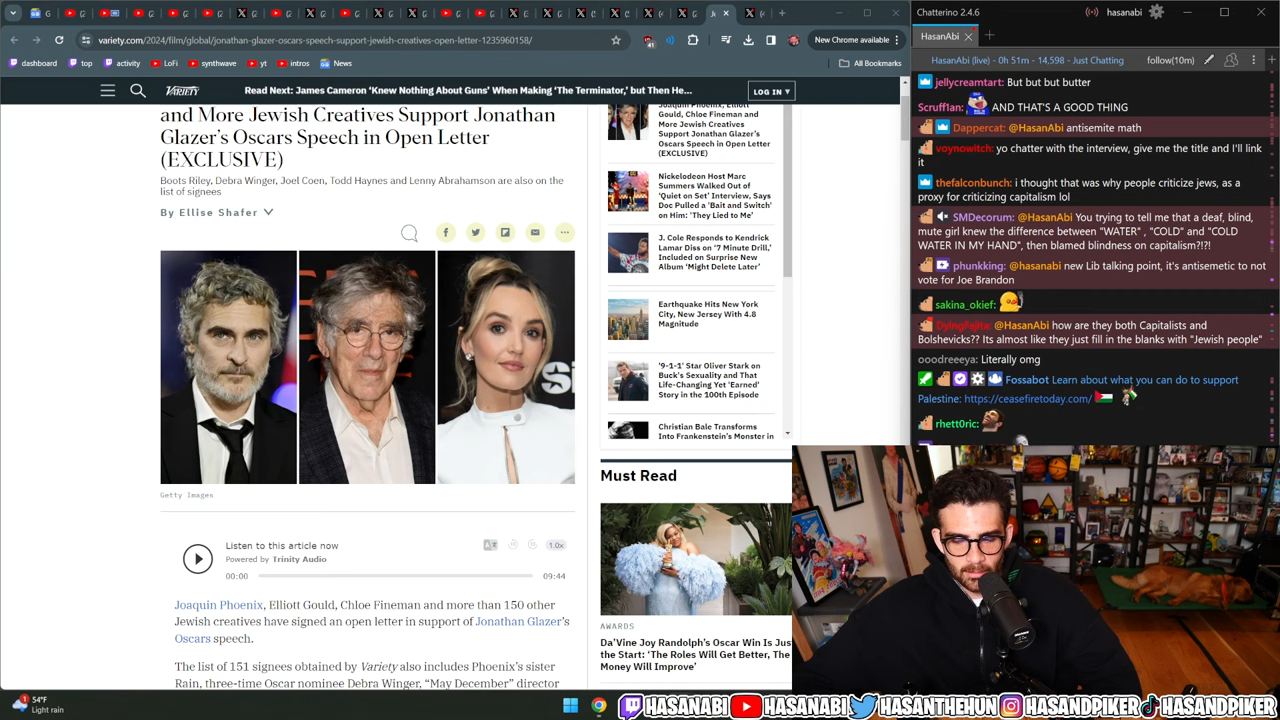 G
New Chrome available
variety.com/2024/film/global/jonathan-glazer-oscars-speech-support-jewish-creatives-open-letter-1235960158/
dashboard
top
activity
LoFi
synthwave
yt
intros
News
All Bookmarks
VARIETY
Read Next: James Cameron ‘Knew Nothing About Guns’ When Making ‘The Terminator,’ but Then He...
LOG IN
and More Jewish Creatives Support Jonathan
Glazer’s Oscars Speech in Open Letter
(EXCLUSIVE)
Boots Riley, Debra Winger, Joel Coen, Todd Haynes and Lenny Abrahamson are also on the
list of signees
By Ellise Shafer
Getty Images
Listen to this article now
Powered by Trinity Audio
1.0x
00:00
09:44
Joaquin Phoenix, Elliott Gould, Chloe Fineman and more than 150 other
Jewish creatives have signed an open letter in support of Jonathan Glazer’s
Oscars speech.
The list of 151 signees obtained by Variety also includes Phoenix’s sister
Rain, three-time Oscar nominee Debra Winger, “May December” director
Joaquin Phoenix, Elliott
Gould, Chloe Fineman and
More Jewish Creatives
Support Jonathan Glazer’s
Oscars Speech in Open Letter
(EXCLUSIVE)
Nickelodeon Host Marc
Summers Walked Out of
‘Quiet on Set’ Interview, Says
Doc Pulled a ‘Bait and Switch’
on Him: ‘They Lied to Me’
J. Cole Responds to Kendrick
Lamar Diss on ‘7 Minute Drill,’
Included on Surprise New
Album ‘Might Delete Later’
Earthquake Hits New York
City, New Jersey With 4.8
Magnitude
‘9-1-1’ Star Oliver Stark on
Buck’s Sexuality and That
Life-Changing Yet ‘Earned’
Story in the 100th Episode
Christian Bale Transforms
Into Frankenstein’s Monster in
Must Read
AWARDS
Da’Vine Joy Randolph’s Oscar Win Is Just
the Start: ‘The Roles Will Get Better, The
Money Will Improve’
Chatterino 2.4.6
hasanabi
HasanAbi
HasanAbi (live) - 0h 51m - 14,598 - Just Chatting
follow(10m)
jellycreamtart: But but but butter
Scruff1an: AND THAT'S A GOOD THING
Dappercat: @HasanAbi antisemite math
voynowitch: yo chatter with the interview, give me the title and I'll link
it
thefalconbunch: i thought that was why people criticize jews, as a
proxy for criticizing capitalism lol
SMDecorum: @HasanAbi You trying to tell me that a deaf, blind,
mute girl knew the difference between "WATER" , "COLD" and "COLD
WATER IN MY HAND", then blamed blindness on capitalism?!?!
phunkking: @hasanabi new Lib talking point, it's antisemetic to not
vote for Joe Brandon
sakina_okief:
DyingFajita: @HasanAbi how are they both Capitalists and
Bolshevicks?? Its almost like they just fill in the blanks with "Jewish people"
ooodreeeya: Literally omg
Fossabot Learn about what you can do to support
Palestine: https://ceasefiretoday.com/
rhett0ric:
54°F
Light rain
HASANABI
HASANABI
HASANTHEHUN
HASANDPIKER
HASANDPIKER